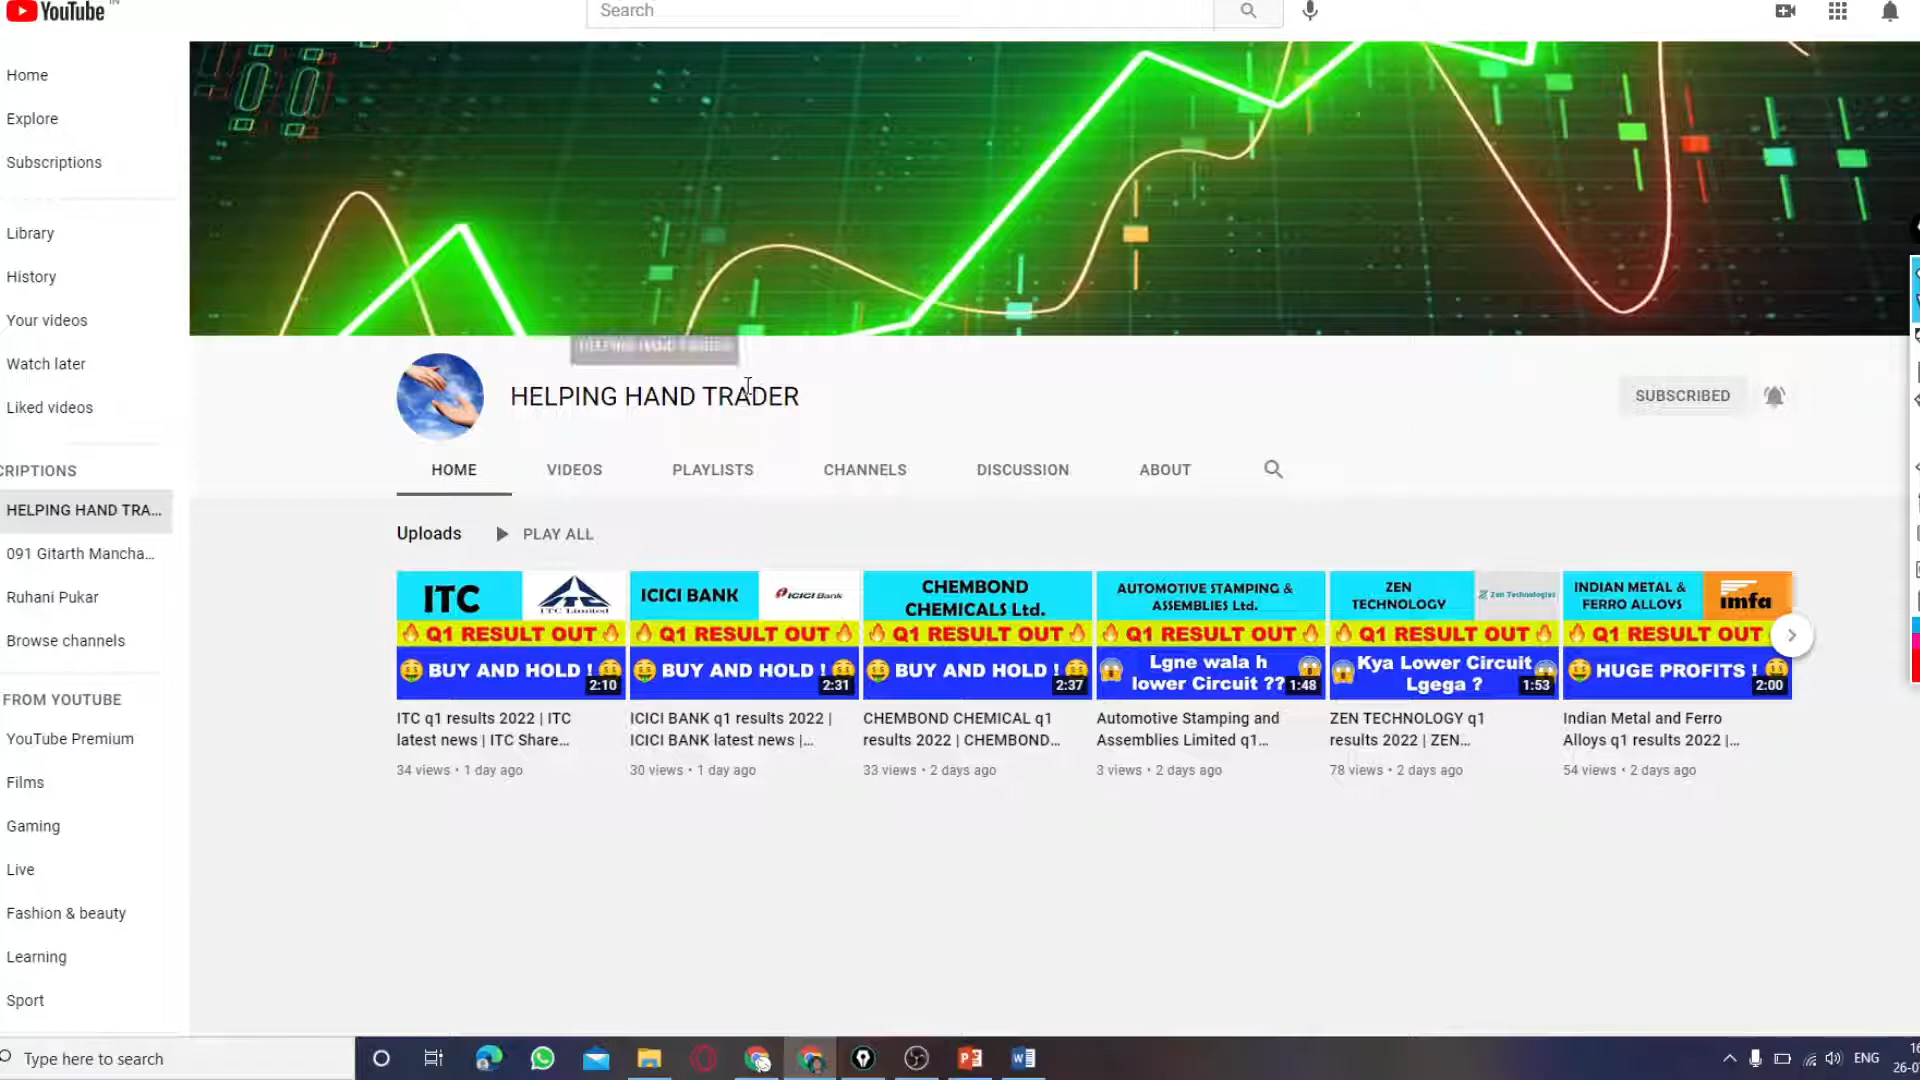 YouTube
IN
Search
Home
Explore
Subscriptions
Library
History
Your videos
Watch later
Liked videos
CRIPTIONS
HELPING HAND TRA...
091 Gitarth Mancha...
Ruhani Pukar
Browse channels
FROM YOUTUBE
YouTube Premium
Films
Gaming
Live
Fashion & beauty
Learning
Sport
HELPING HAND TRADER
SUBSCRIBED
HOME VIDEOS PLAYLISTS CHANNELS DISCUSSION ABOUT
Uploads PLAY ALL
ITC
ITC Limited
Q1 RESULT OUT
BUY AND HOLD !
2:10
ITC q1 results 2022 | ITC
latest news | ITC Share...
34 views • 1 day ago
ICICI BANK
ICICI Bank
Q1 RESULT OUT
BUY AND HOLD !
2:31
ICICI BANK q1 results 2022 |
ICICI BANK latest news |...
30 views • 1 day ago
CHEMBOND
CHEMICALS Ltd.
Q1 RESULT OUT
BUY AND HOLD !
2:37
CHEMBOND CHEMICAL q1
results 2022 | CHEMBOND...
33 views • 2 days ago
AUTOMOTIVE STAMPING &
ASSEMBLIES Ltd.
Q1 RESULT OUT
Lgne wala h
lower Circuit ??
1:48
Automotive Stamping and
Assemblies Limited q1...
3 views • 2 days ago
ZEN
TECHNOLOGY
Zen Technologies
Q1 RESULT OUT
Kya Lower Circuit
Lgega ?
1:53
ZEN TECHNOLOGY q1
results 2022 | ZEN...
78 views • 2 days ago
INDIAN METAL &
FERRO ALLOYS
imfa
Q1 RESULT OUT
HUGE PROFITS !
2:00
Indian Metal and Ferro
Alloys q1 results 2022 |...
54 views • 2 days ago
Type here to search
ENG
16
26-0